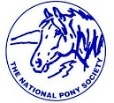 THE NATIONAL PONY SOCIETY